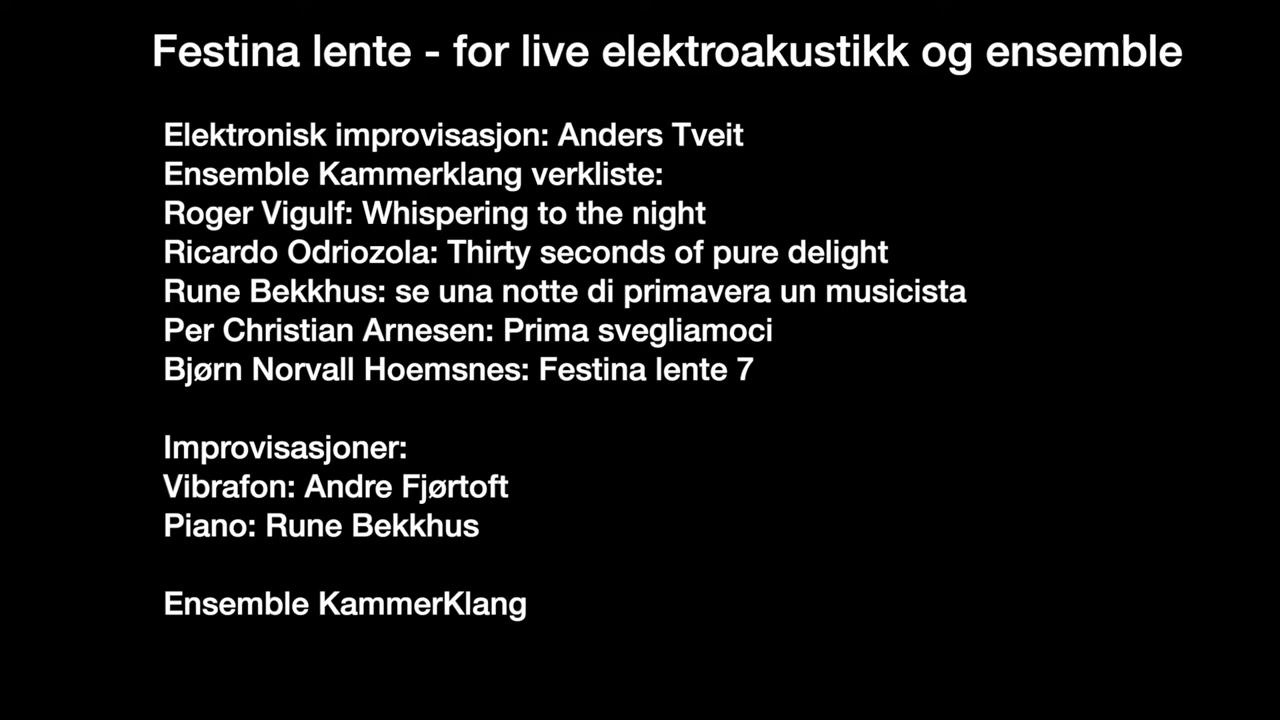 Festina lente - for live elektroakustikk og ensemble
Elektronisk improvisasjon: Anders Tveit
Ensemble Kammerklang verkliste:
Roger Vigulf: Whispering to the night
Ricardo Odriozola: Thirty seconds of pure delight
Rune Bekkhus: se una notte di primavera un musicista
Per Christian Arnesen: Prima svegliamoci
Bjørn Norvall Hoemsnes: Festina lente 7
Improvisasjoner:
Vibrafon: Andre Fjørtoft
Piano: Rune Bekkhus
Ensemble KammerKlang